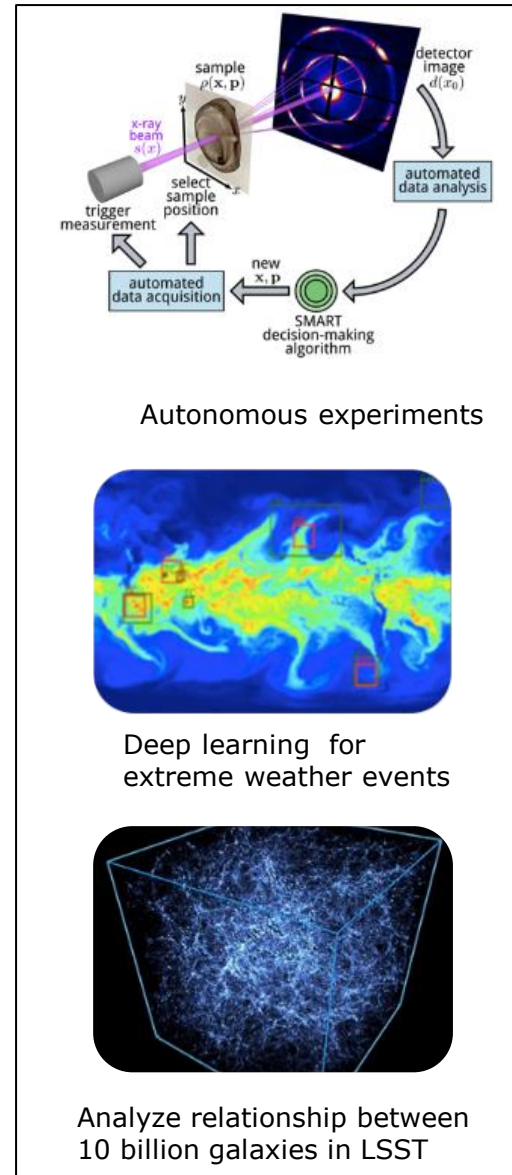 sample
ρ(x, p)
detector
image
d(x₀)
y
x-ray
beam
s(x)
x
select
sample
position
trigger
measurement
automated
data analysis
automated
data acquisition
new
x, p
SMART
decision-making
algorithm
Autonomous experiments
Deep learning for
extreme weather events
Analyze relationship between
10 billion galaxies in LSST